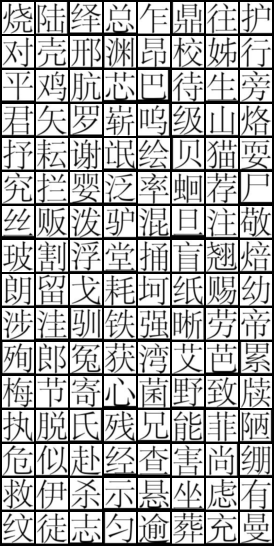 烧陆绎总乍鼎往护
对壳邢渊昂校姊行
平鸡肮芯巴待生旁
君矢罗崭呜级山烙
抒耘谢氓绘贝猫耍
究拦婴泛率蛔荐尸
丝贩泼驴混旦注敬
玻割浮堂捅盲翘焙
朗留戈耗坷纸赐幼
涉洼驯铁强晰劳帝
殉郎冤获湾艾芭累
梅节寄心菌野致牍
执脱氏残兄能菲陋
危似赴经查害尚绷
救伊杀示悬坐虑有
纹徒志匀逾葬充曼